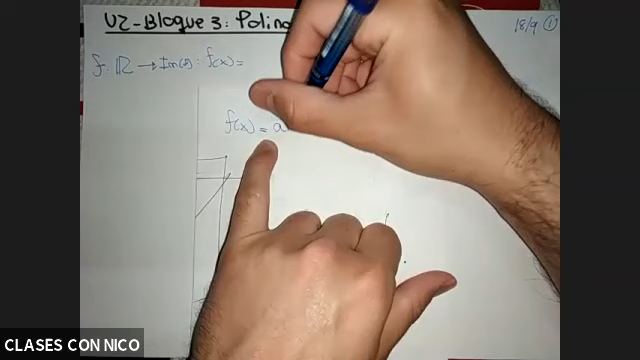 U2-Bloque 3: Polino
18/9 ①
f: ℝ → Im(f): f(x) =
f(x) = a
CLASES CON NICO